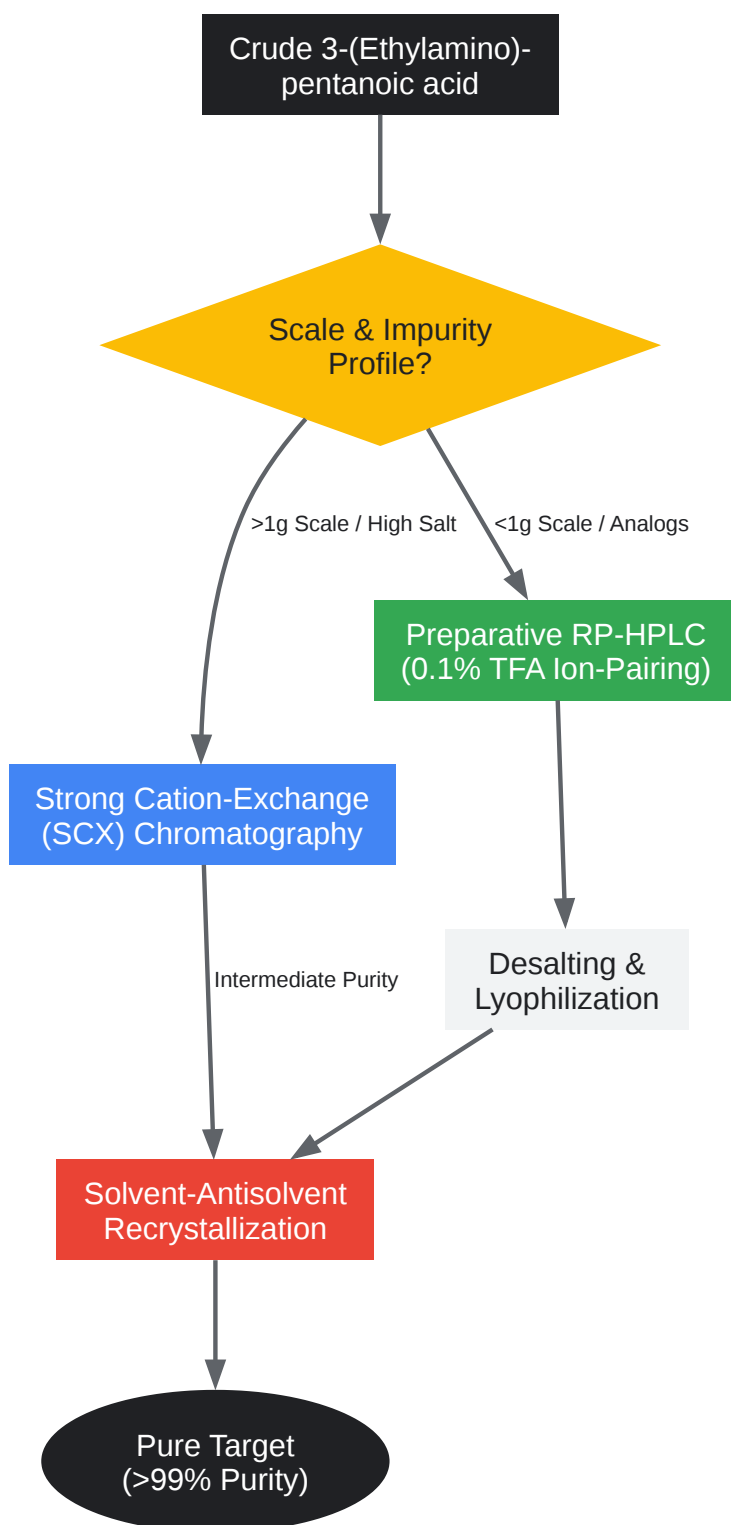 Crude 3-(Ethylamino)-
pentanoic acid
Scale & Impurity
Profile?
>1g Scale / High Salt
<1g Scale / Analogs
Preparative RP-HPLC
(0.1% TFA Ion-Pairing)
Strong Cation-Exchange
(SCX) Chromatography
Desalting &
Lyophilization
Intermediate Purity
Solvent-Antisolvent
Recrystallization
Pure Target
(>99% Purity)